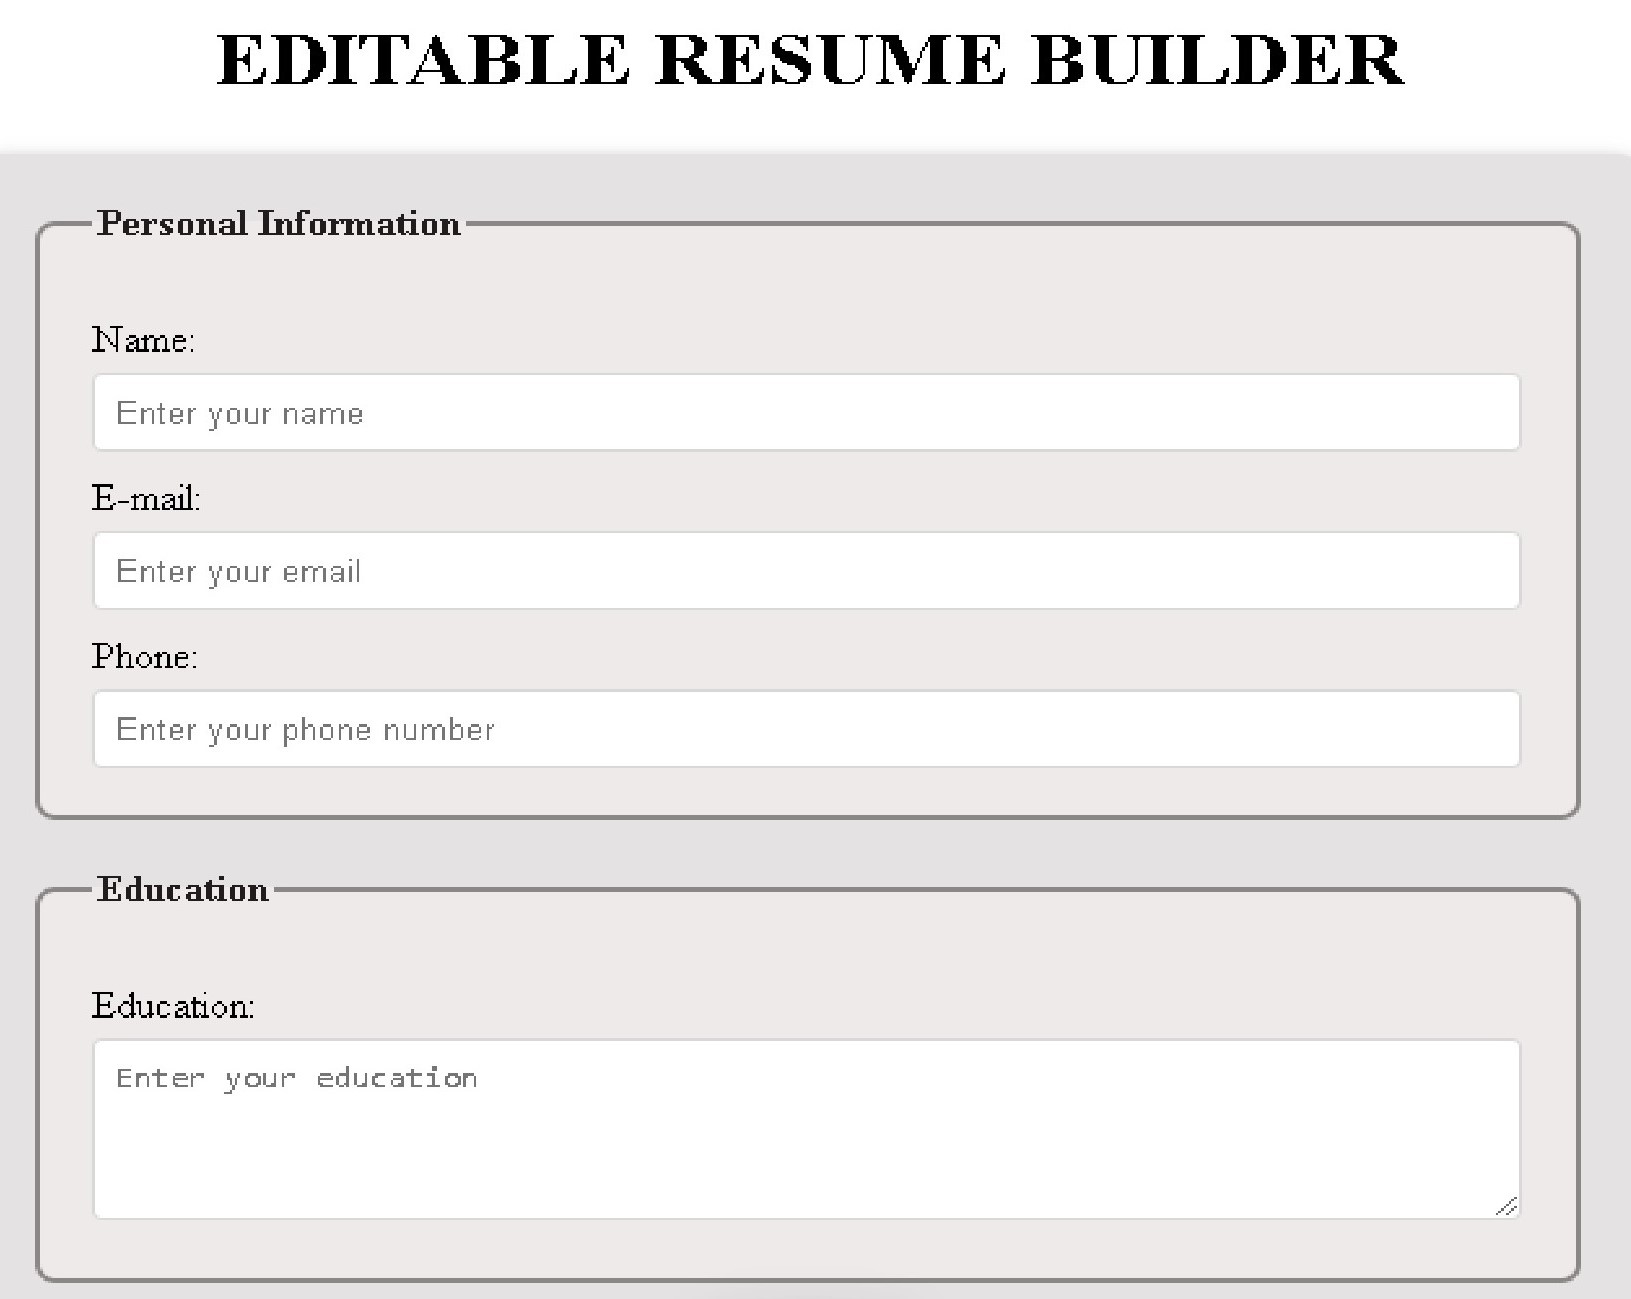 EDITABLE RESUME BUILDER
Personal Information
Name:
Enter your name
E-mail:
Enter your email
Phone:
Enter your phone number
Education
Education:
Enter your education